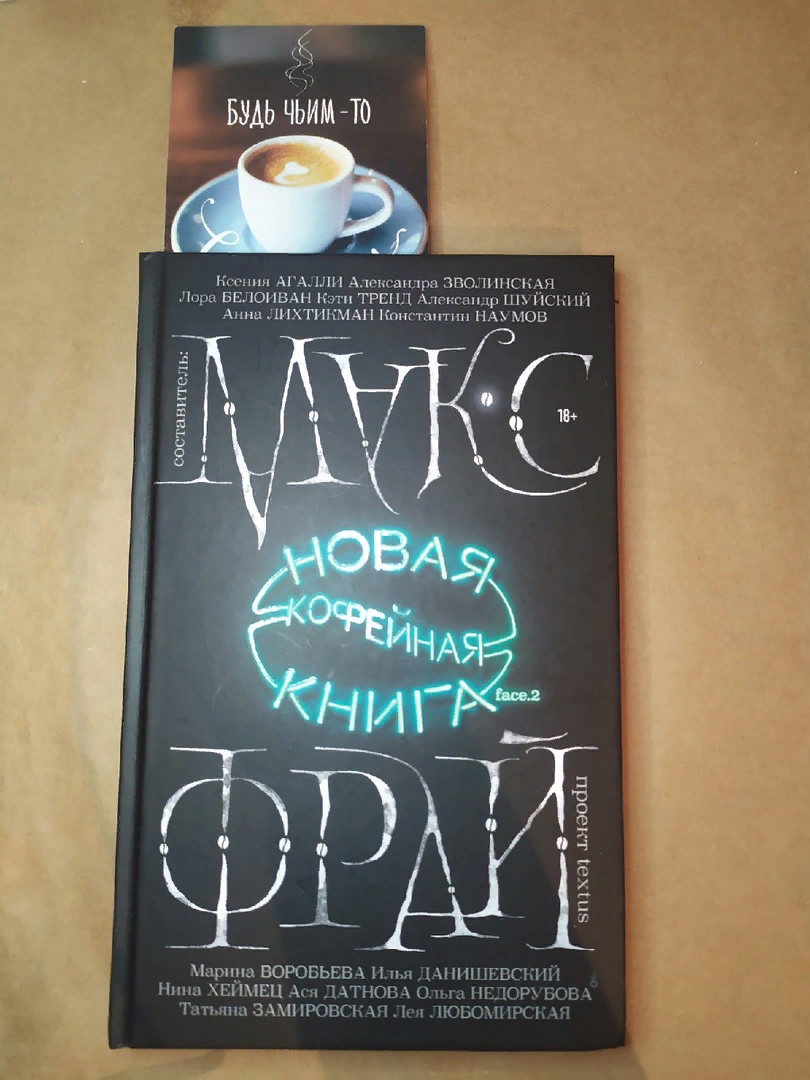 БУДЬ ЧЬИМ-ТО
Ксения АГАЛЛИ Александра ЗВОЛИНСКАЯ
Лора БЕЛОИВАН Кэти ТРЕНД Александр ШУЙСКИЙ
Анна ЛИХТИКМАН Константин НАУМОВ
составитель:
МАКС
18+
НОВАЯ
КОФЕЙНАЯ
КНИГА
face.2
ФРАЙ
проект textus
Марина ВОРОБЬЕВА Илья ДАНИШЕВСКИЙ
Нина ХЕЙМЕЦ Ася ДАТНОВА Ольга НЕДОРУБОВА
Татьяна ЗАМИРОВСКАЯ Лея ЛЮБОМИРСКАЯ